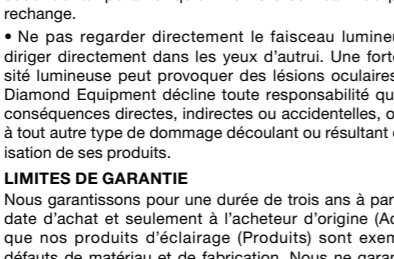 rechange.
• Ne pas regarder directement le faisceau lumineu
diriger directement dans les yeux d'autrui. Une forte
sité lumineuse peut provoquer des lésions oculaires
Diamond Equipment décline toute responsabilité qu
conséquences directes, indirectes ou accidentelles, o
à tout autre type de dommage découlant ou résultant
isation de ses produits.
LIMITES DE GARANTIE
Nous garantissons pour une durée de trois ans à par
date d'achat et seulement à l'acheteur d'origine (Ac
que nos produits d'éclairage (Produits) sont exem
défauts de matériau et de fabrication. Nous ne garan